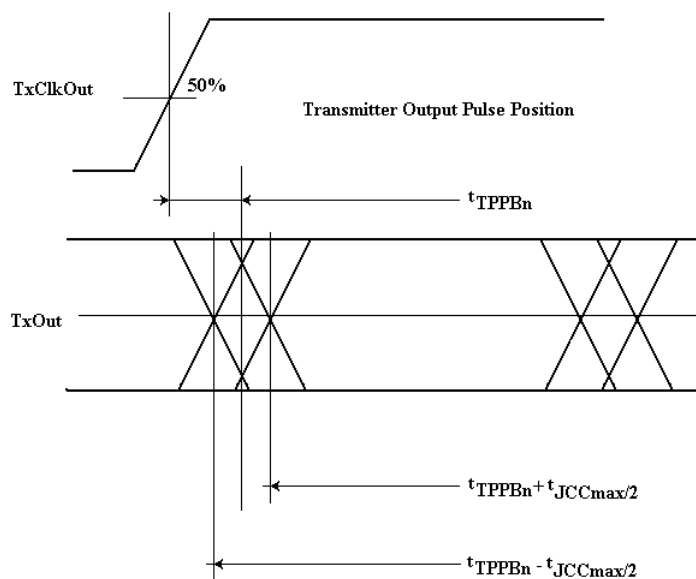 TxClkOut
50%
Transmitter Output Pulse Position
tTPPBn
TxOut
tTPPBn+tJCCmax/2
tTPPBn - tJCCmax/2